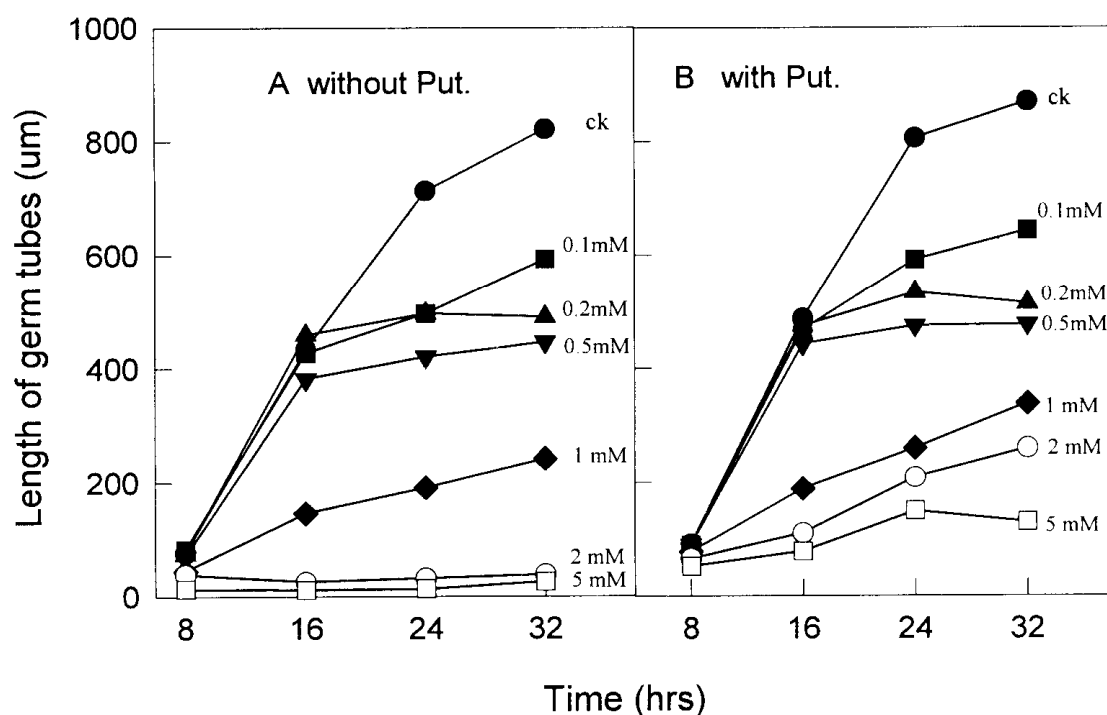 Length of germ tubes (um)
1000
800
600
400
200
0
A without Put.
ck
0.1mM
0.2mM
0.5mM
1 mM
2 mM
5 mM
8 16 24 32
B with Put.
ck
0.1mM
0.2mM
0.5mM
1 mM
2 mM
5 mM
8 16 24 32
Time (hrs)